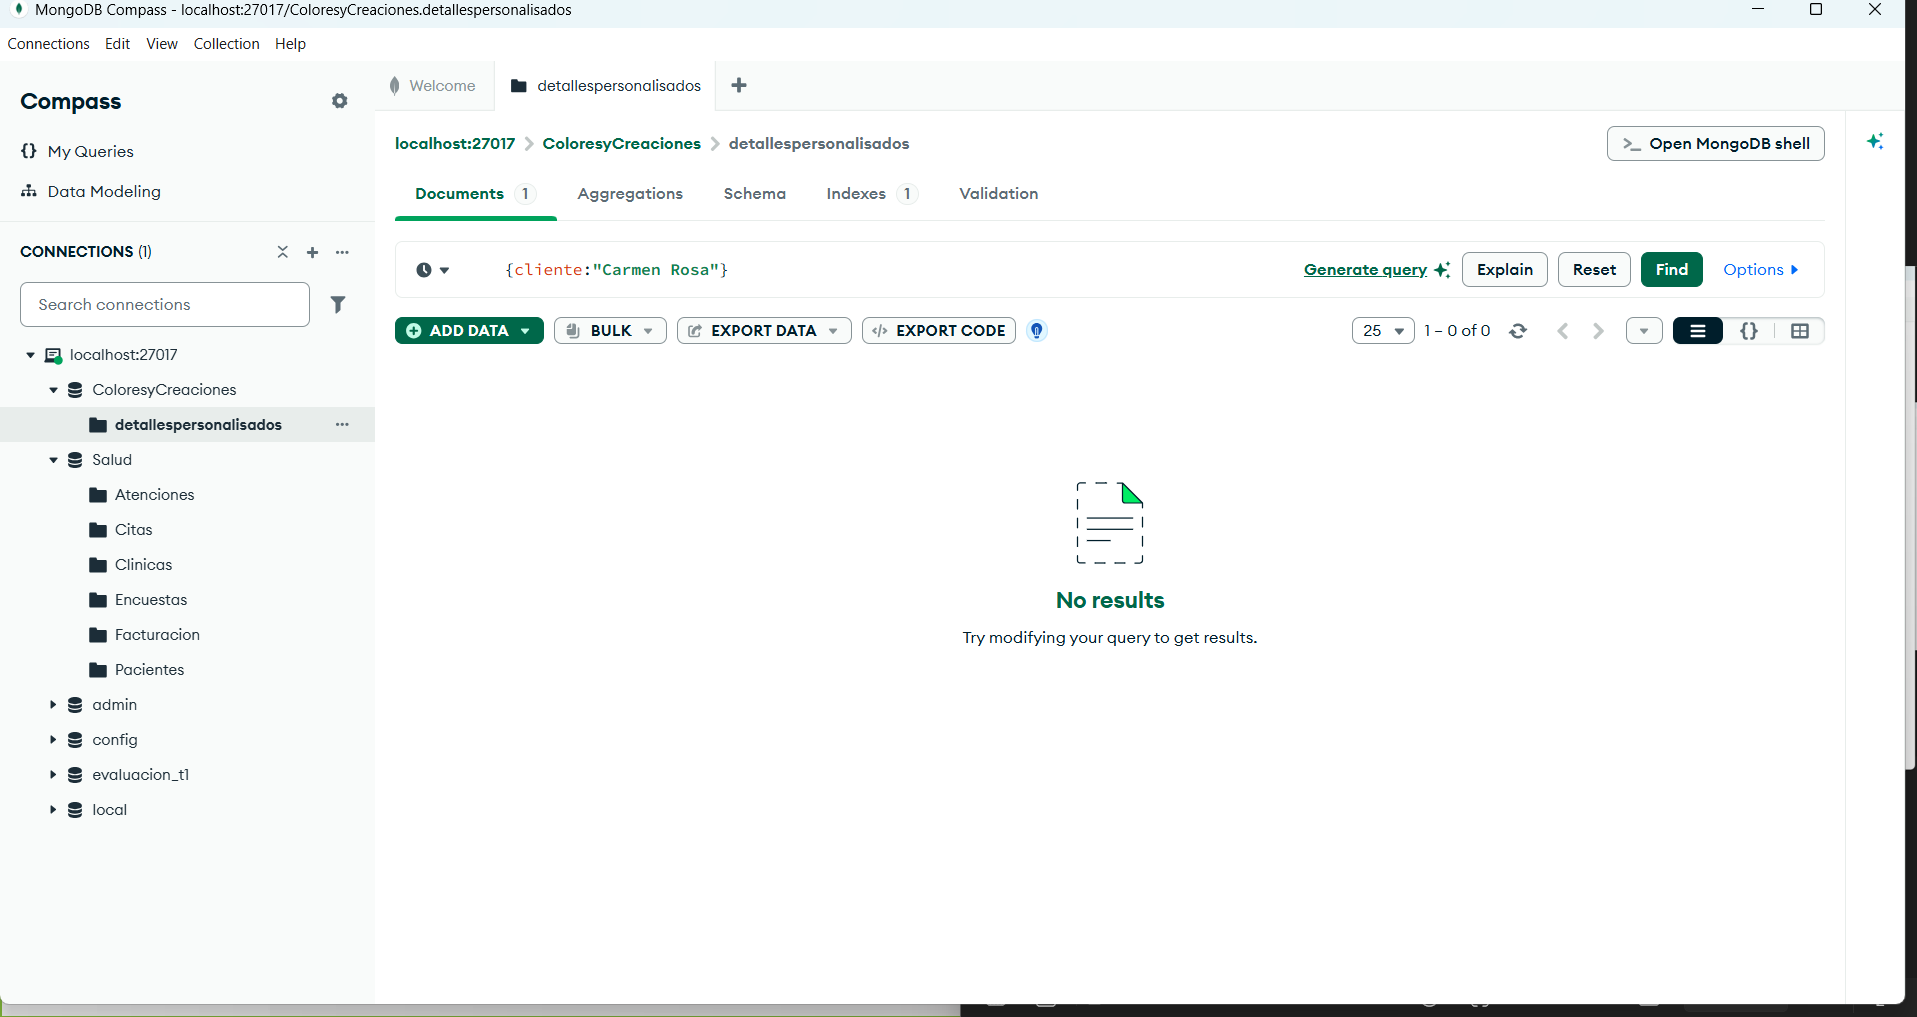 MongoDB Compass - localhost:27017/ColoresyCreaciones.detallespersonalisados
Connections Edit View Collection Help
Compass
My Queries
Data Modeling
CONNECTIONS (1)
Search connections
localhost:27017
ColoresyCreaciones
detallespersonalisados
Salud
Atenciones
Citas
Clinicas
Encuestas
Facturacion
Pacientes
admin
config
evaluacion_t1
local
Welcome
detallespersonalisados
localhost:27017 > ColoresyCreaciones > detallespersonalisados
>_ Open MongoDB shell
Documents 1 Aggregations Schema Indexes 1 Validation
{cliente:"Carmen Rosa"}
Generate query Explain Reset Find Options
ADD DATA BULK EXPORT DATA </> EXPORT CODE 25 1 – 0 of 0 {}
No results
Try modifying your query to get results.